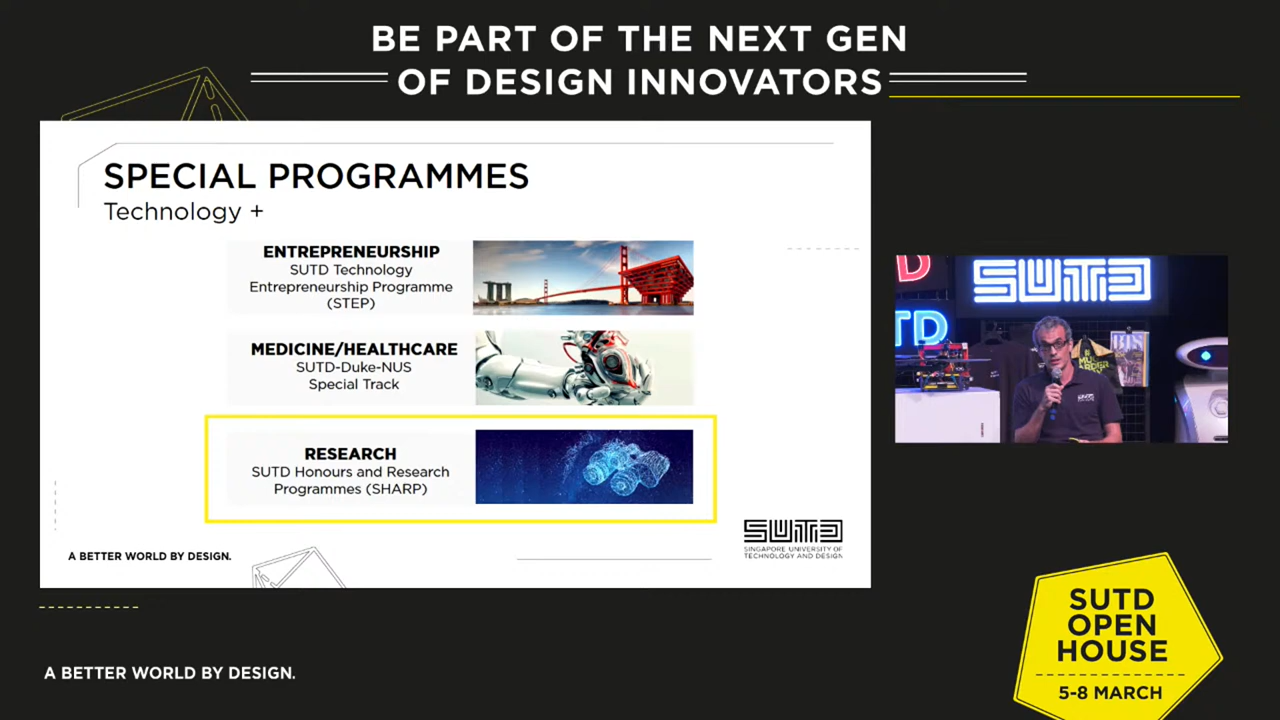 BE PART OF THE NEXT GEN
OF DESIGN INNOVATORS
SPECIAL PROGRAMMES
Technology +
ENTREPRENEURSHIP
SUTD Technology
Entrepreneurship Programme
(STEP)
MEDICINE/HEALTHCARE
SUTD-Duke-NUS
Special Track
RESEARCH
SUTD Honours and Research
Programmes (SHARP)
A BETTER WORLD BY DESIGN.
SUTD
SINGAPORE UNIVERSITY OF
TECHNOLOGY AND DESIGN
D
TD
SUTD
SUTD
OPEN
HOUSE
5-8 MARCH
A BETTER WORLD BY DESIGN.